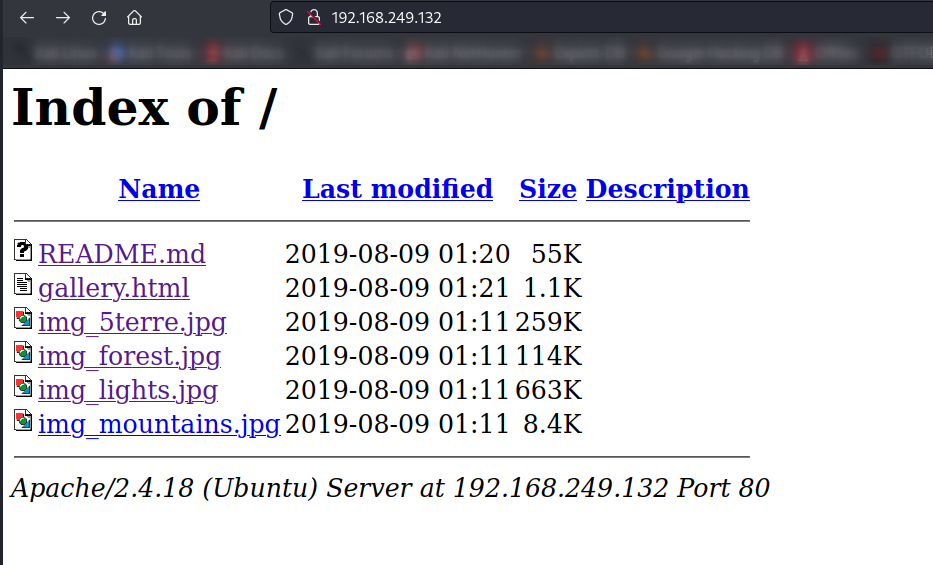 192.168.249.132
Index of /
Name Last modified Size Description
README.md 2019-08-09 01:20 55K
gallery.html 2019-08-09 01:21 1.1K
img_5terre.jpg 2019-08-09 01:11 259K
img_forest.jpg 2019-08-09 01:11 114K
img_lights.jpg 2019-08-09 01:11 663K
img_mountains.jpg 2019-08-09 01:11 8.4K
Apache/2.4.18 (Ubuntu) Server at 192.168.249.132 Port 80